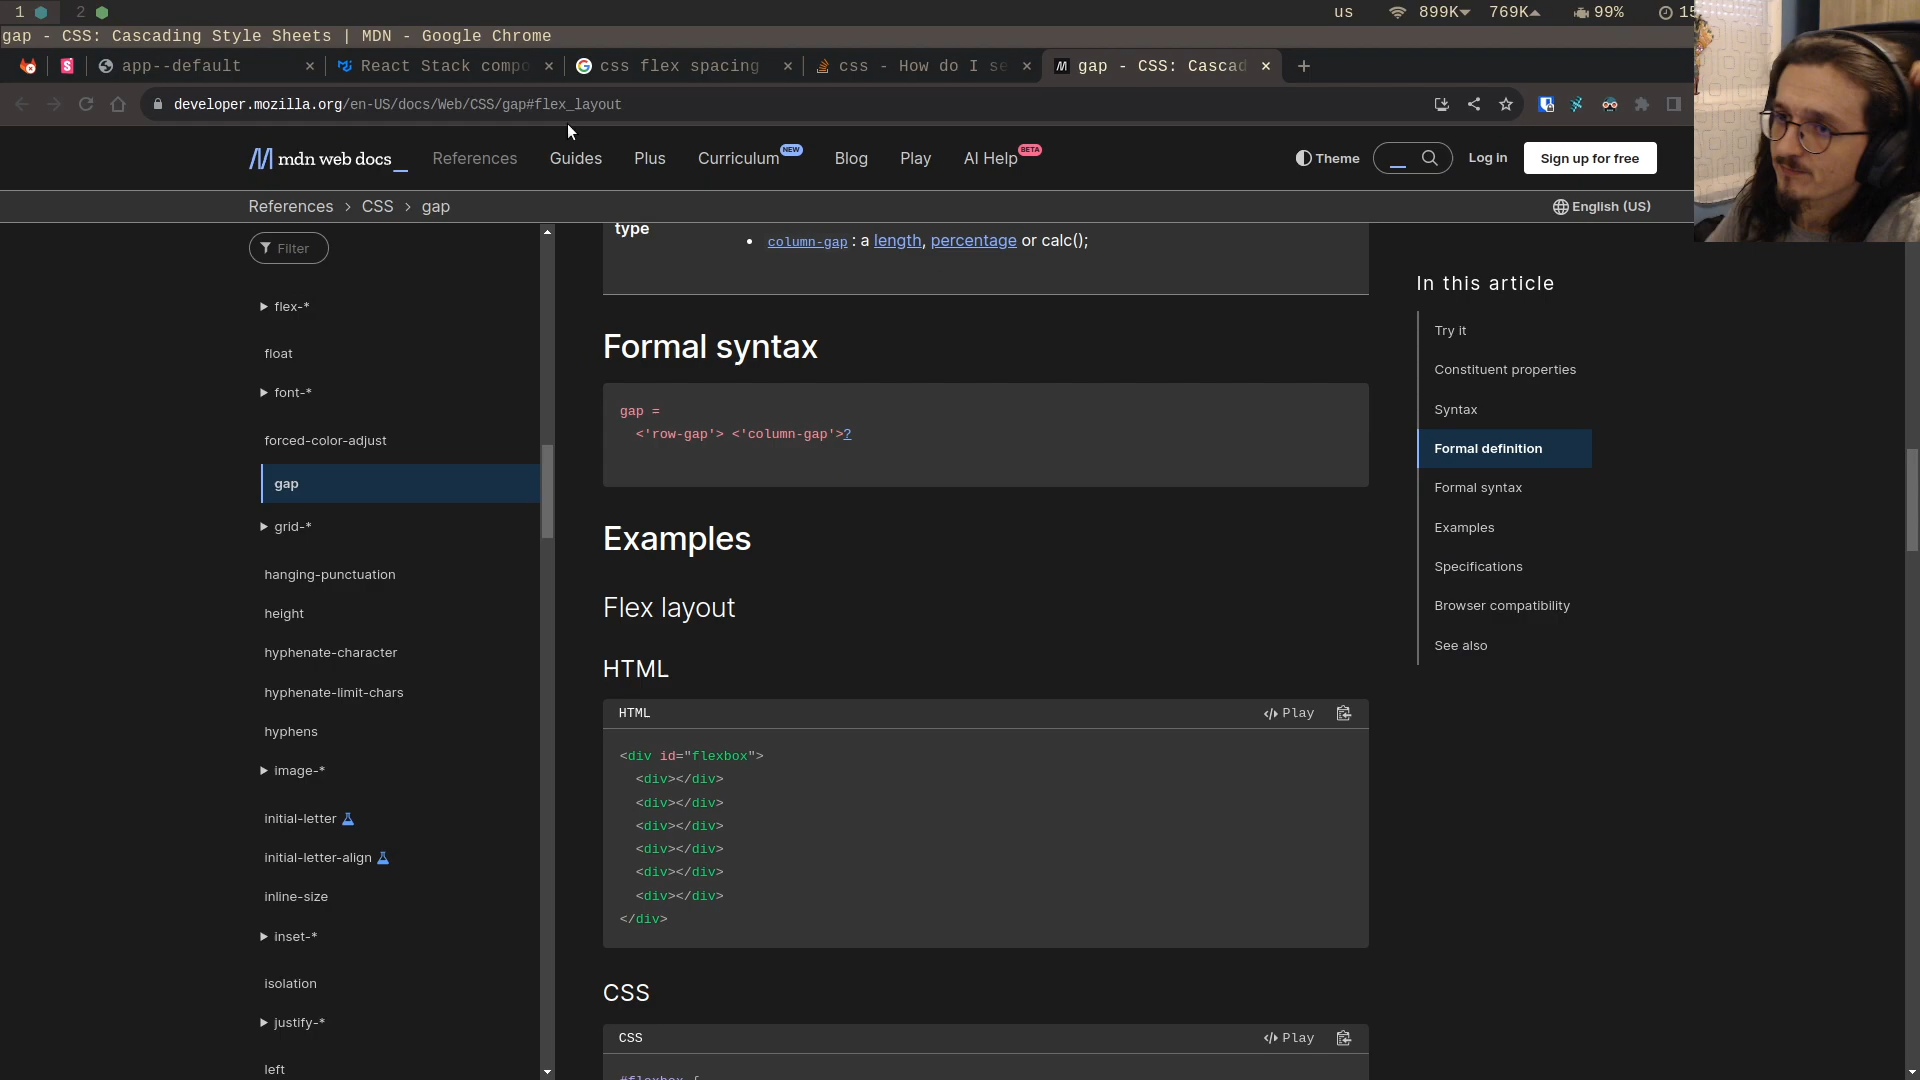 1 2 us 899K 769K 99% 15
gap - CSS: Cascading Style Sheets | MDN - Google Chrome
app--default React Stack compo css flex spacing css - How do I se gap - CSS: Cascad
developer.mozilla.org/en-US/docs/Web/CSS/gap#flex_layout
mdn web docs_ References Guides Plus Curriculum NEW Blog Play AI Help BETA Theme Log in Sign up for free
References > CSS > gap English (US)
Filter
flex-*
float
font-*
forced-color-adjust
gap
grid-*
hanging-punctuation
height
hyphenate-character
hyphenate-limit-chars
hyphens
image-*
initial-letter
initial-letter-align
inline-size
inset-*
isolation
justify-*
left
type
• column-gap : a length, percentage or calc();
Formal syntax
gap =
<'row-gap'> <'column-gap'>?
Examples
Flex layout
HTML
HTML Play
<div id="flexbox">
<div></div>
<div></div>
<div></div>
<div></div>
<div></div>
<div></div>
</div>
CSS
CSS Play
#flexbox {
In this article
Try it
Constituent properties
Syntax
Formal definition
Formal syntax
Examples
Specifications
Browser compatibility
See also